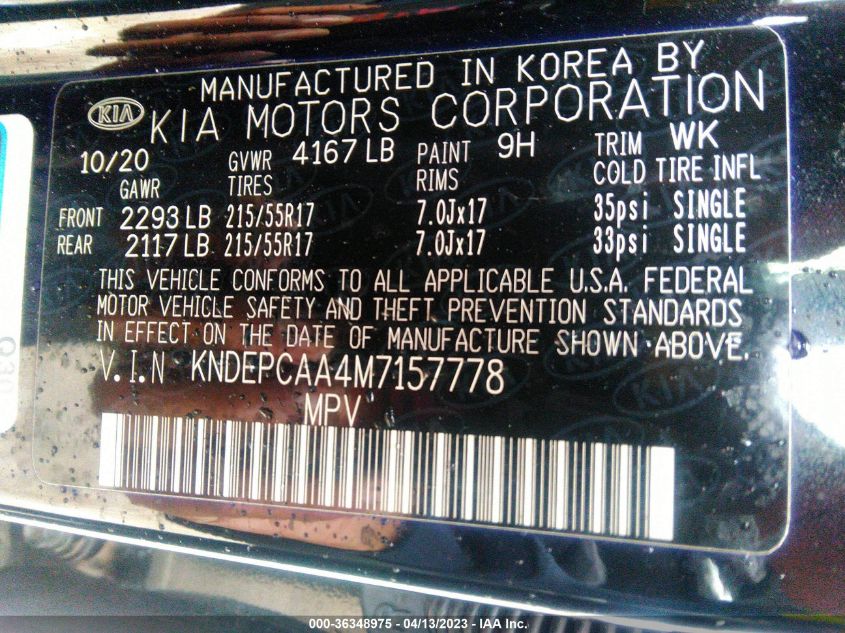 MANUFACTURED IN KOREA BY
KIA KIA MOTORS CORPORATION
10/20 GVWR 4167 LB PAINT 9H TRIM WK
GAWR TIRES RIMS COLD TIRE INFL
FRONT 2293 LB 215/55R17 7.0Jx17 35psi SINGLE
REAR 2117 LB 215/55R17 7.0Jx17 33psi SINGLE
THIS VEHICLE CONFORMS TO ALL APPLICABLE U.S.A. FEDERAL
MOTOR VEHICLE SAFETY AND THEFT PREVENTION STANDARDS
IN EFFECT ON THE DATE OF MANUFACTURE SHOWN ABOVE.
V.I.N KNDEPCAA4M7157778
MPV
000-36348975 - 04/13/2023 - IAA Inc.